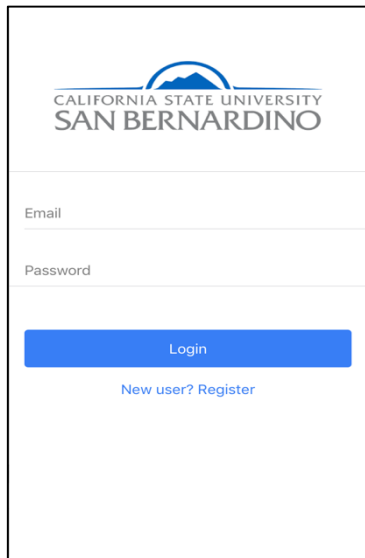 CALIFORNIA STATE UNIVERSITY
SAN BERNARDINO
Email
Password
Login
New user? Register